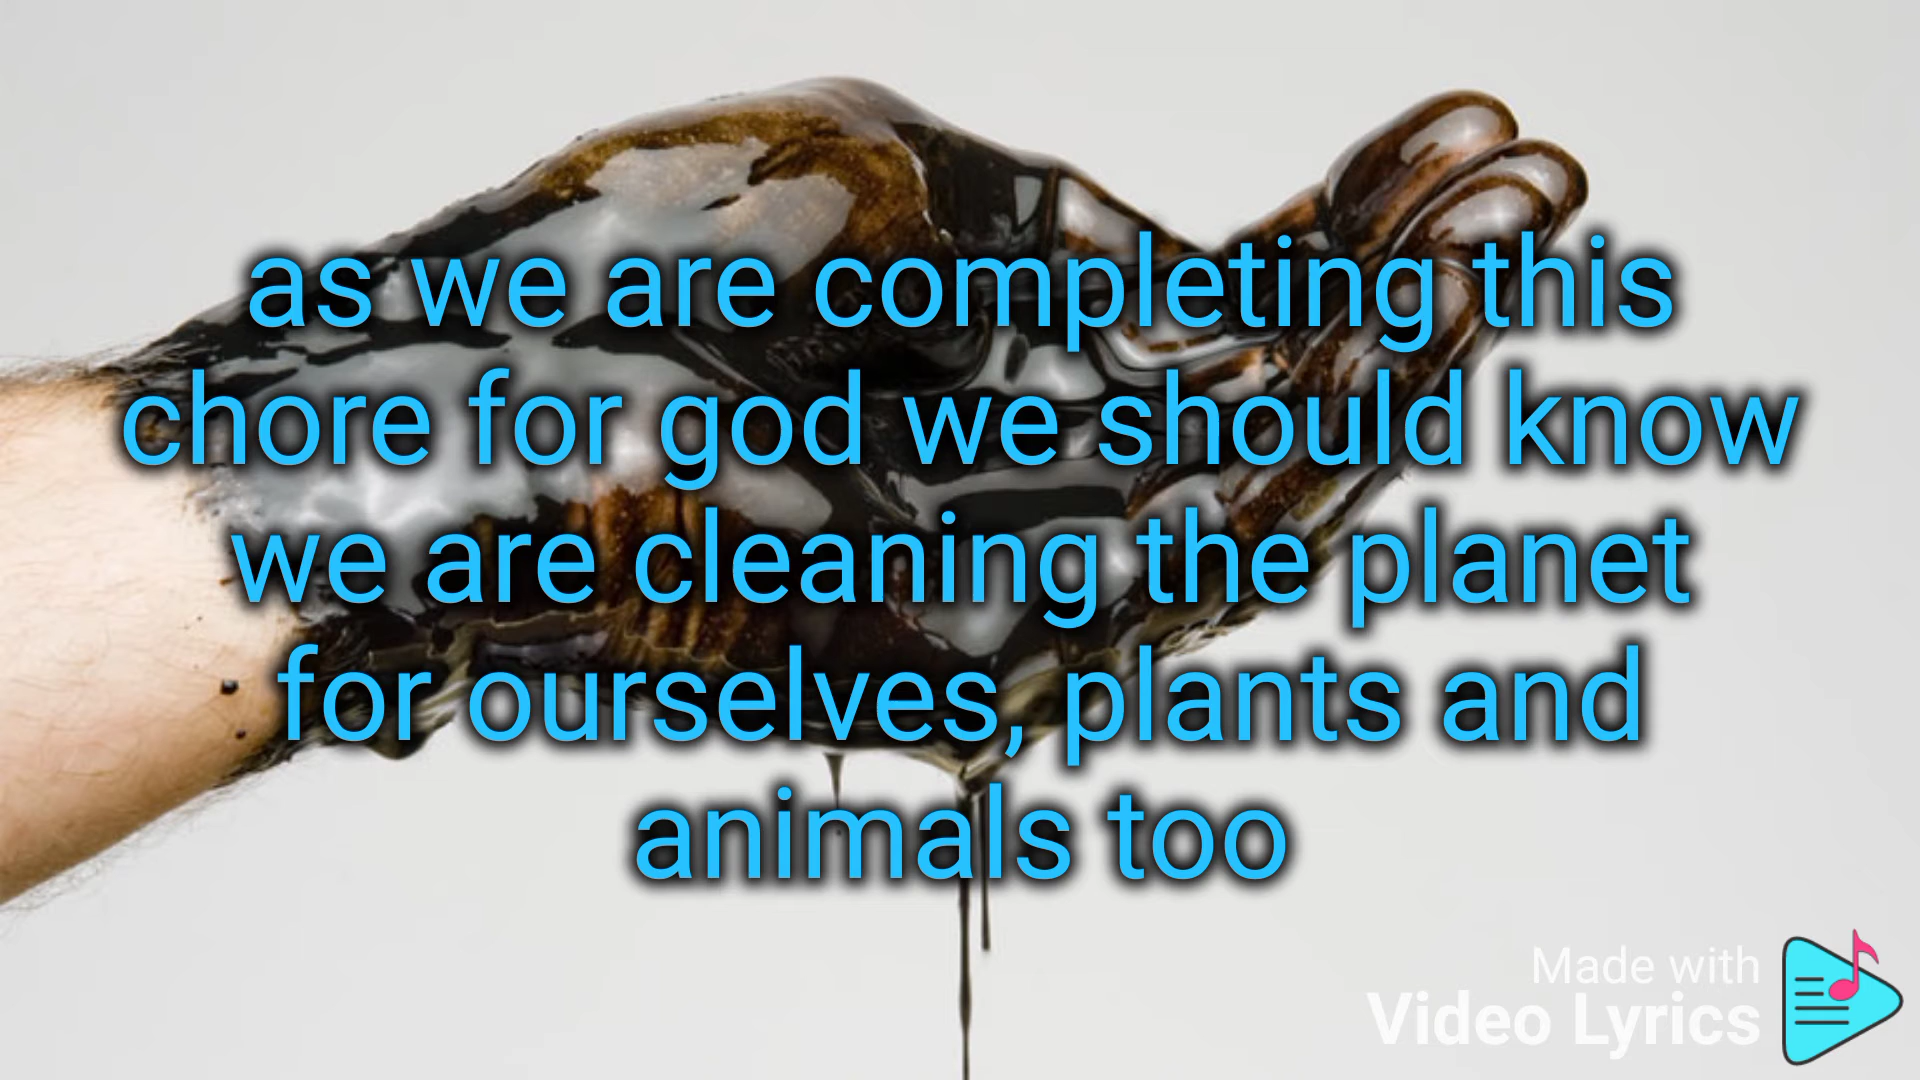 as we are completing this
chore for god we should know
we are cleaning the planet
for ourselves, plants and
animals too
Made with
Video Lyrics